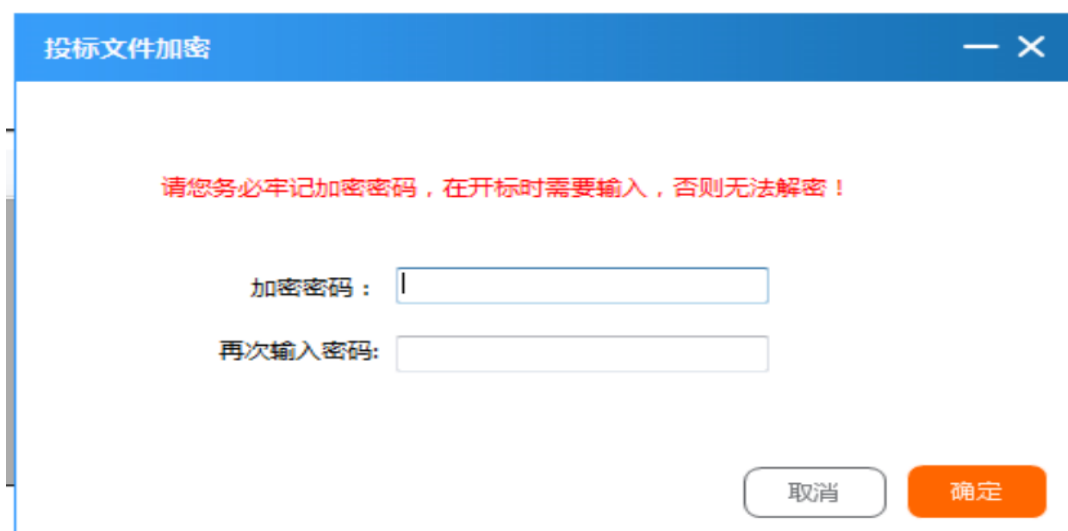 投标文件加密
请您务必牢记加密密码，在开标时需要输入，否则无法解密！
加密密码：
再次输入密码:
取消 确定